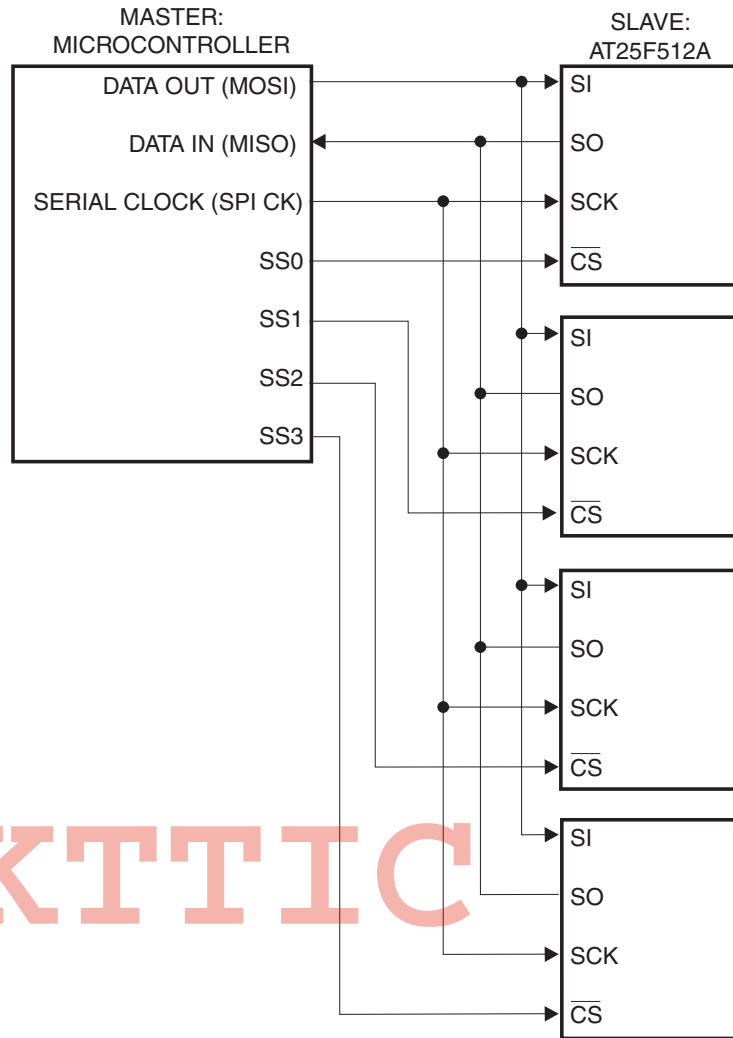 MASTER:
MICROCONTROLLER
DATA OUT (MOSI)
DATA IN (MISO)
SERIAL CLOCK (SPI CK)
SS0
SS1
SS2
SS3
SLAVE:
AT25F512A
SI
SO
SCK
CS
SI
SO
SCK
CS
SI
SO
SCK
CS
SI
SO
SCK
CS
KTTIC